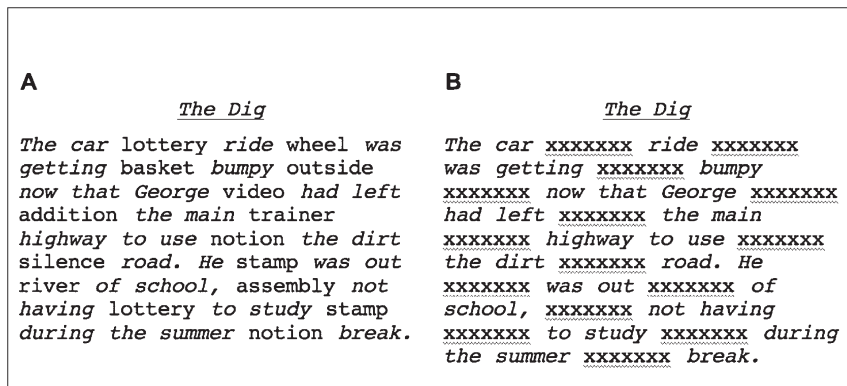 A
The Dig
The car lottery ride wheel was
getting basket bumpy outside
now that George video had left
addition the main trainer
highway to use notion the dirt
silence road. He stamp was out
river of school, assembly not
having lottery to study stamp
during the summer notion break.
B
The Dig
The car xxxxxxx ride xxxxxxx
was getting xxxxxxx bumpy
xxxxxxx now that George xxxxxxx
had left xxxxxxx the main
xxxxxxx highway to use xxxxxxx
the dirt xxxxxxx road. He
xxxxxxx was out xxxxxxx of
school, xxxxxxx not having
xxxxxxx to study xxxxxxx during
the summer xxxxxxx break.